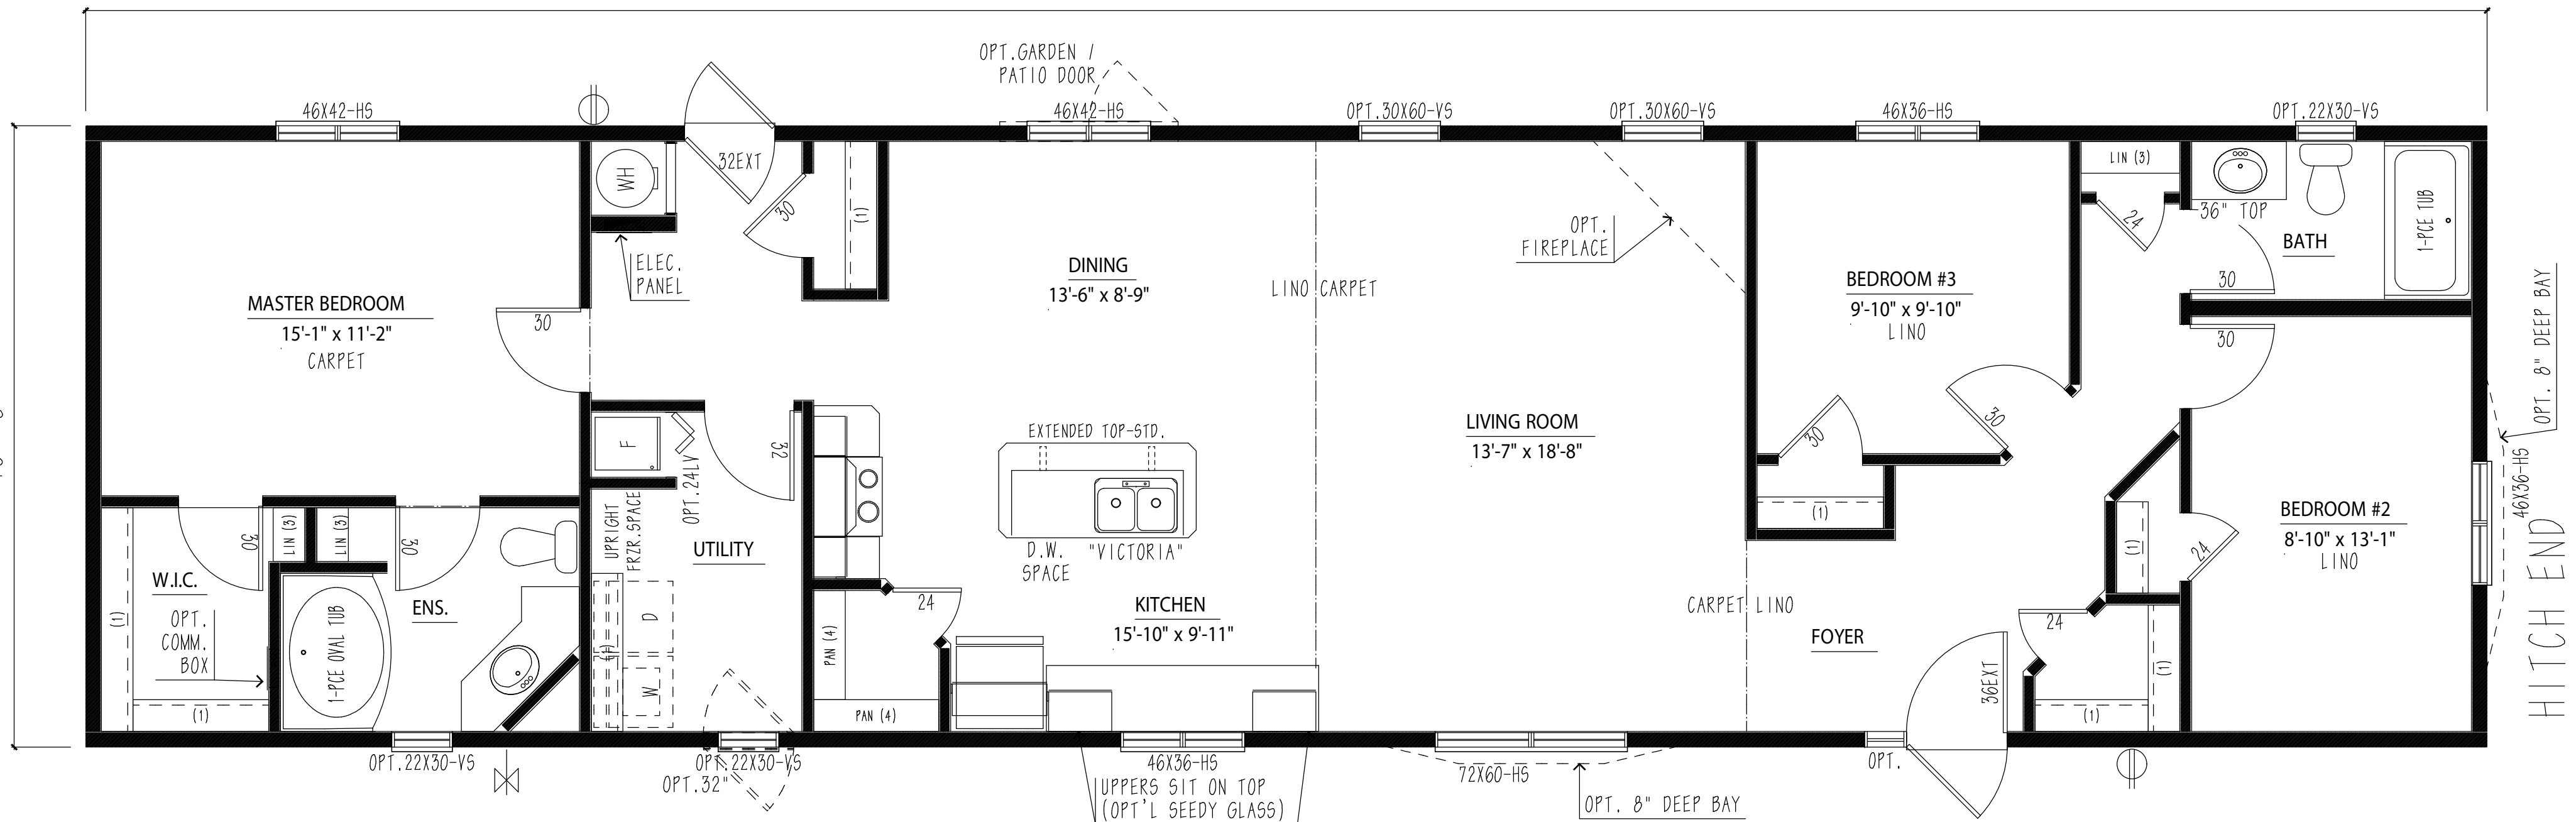 OPT.GARDEN /
PATIO DOOR
46X42-HS
46X42-HS
OPT.30X60-VS
OPT.30X60-VS
46X36-HS
OPT.22X30-VS
WH
32EXT
30
(1)
ELEC.
PANEL
MASTER BEDROOM
15'-1" x 11'-2"
CARPET
30
DINING
13'-6" x 8'-9"
LINO CARPET
OPT.
FIREPLACE
BEDROOM #3
9'-10" x 9'-10"
LINO
30
30
(1)
LIN (3)
24
36" TOP
BATH
1-PCE TUB
30
30
OPT. 8" DEEP BAY
46X36-HS
HITCH END
F
OPT.24LV
32
UPRIGHT
FRZR.SPACE
UTILITY
D
W
(1)
EXTENDED TOP-STD.
D.W.
SPACE
"VICTORIA"
LIVING ROOM
13'-7" x 18'-8"
KITCHEN
15'-10" x 9'-11"
24
PAN (4)
PAN (4)
CARPET LINO
FOYER
36EXT
BEDROOM #2
8'-10" x 13'-1"
LINO
(1)
24
24
(1)
(1)
W.I.C.
30
LIN (3)
LIN (3)
30
OPT.
COMM.
BOX
(1)
(1)
1-PCE OVAL TUB
ENS.
OPT.22X30-VS
OPT.22X30-VS
OPT.32"
46X36-HS
UPPERS SIT ON TOP
(OPT'L SEEDY GLASS)
72X60-HS
OPT. 8" DEEP BAY
OPT.